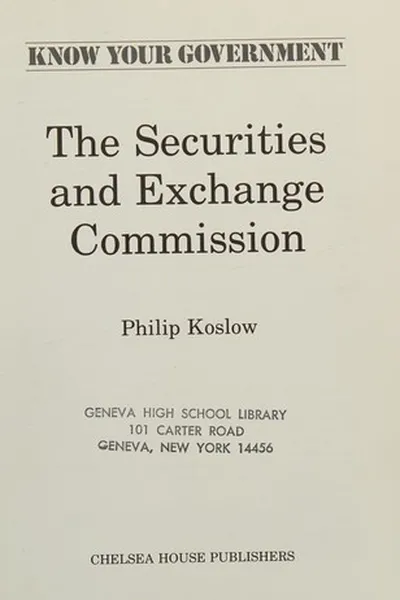 KNOW YOUR GOVERNMENT
The Securities
and Exchange
Commission
Philip Koslow
GENEVA HIGH SCHOOL LIBRARY
101 CARTER ROAD
GENEVA, NEW YORK 14456
CHELSEA HOUSE PUBLISHERS